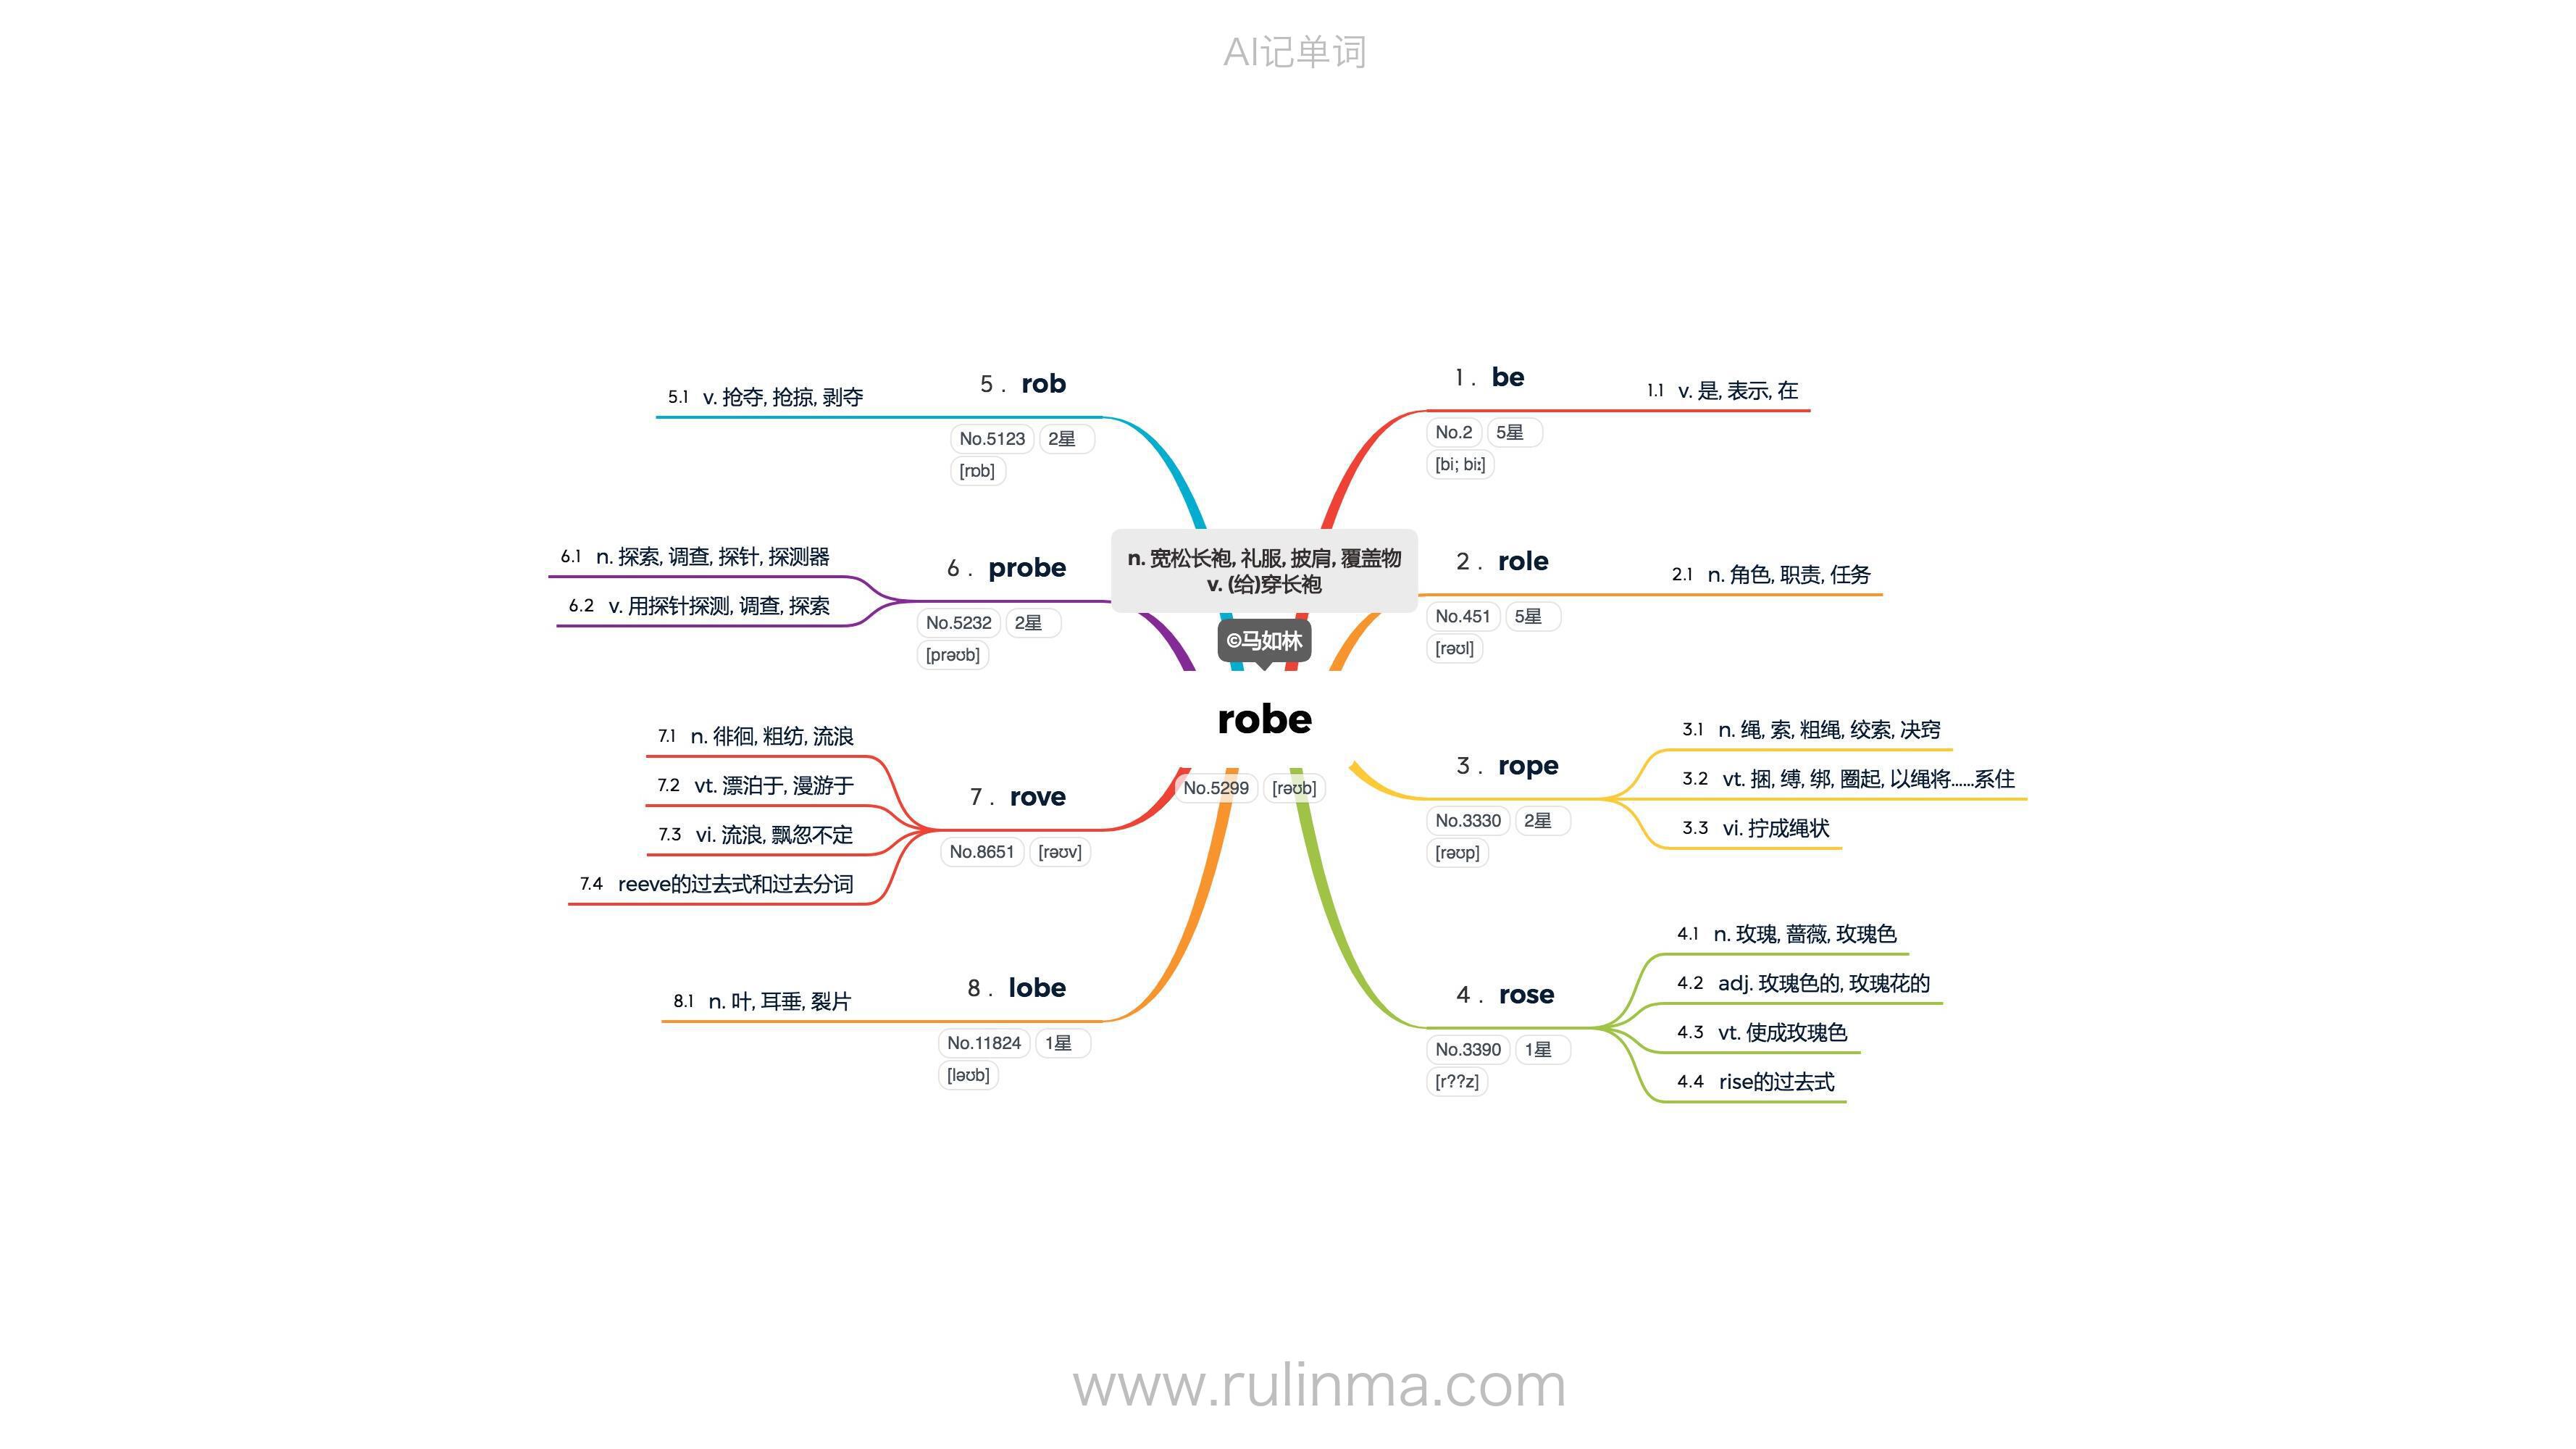 AI记单词
n. 宽松长袍, 礼服, 披肩, 覆盖物
v. (给)穿长袍
©马如林
robe
No.5299 [rəʊb]
1. be
No.2 5星
[bi; biː]
1.1 v. 是, 表示, 在
2. role
No.451 5星
[rəʊl]
2.1 n. 角色, 职责, 任务
3. rope
No.3330 2星
[rəʊp]
3.1 n. 绳, 索, 粗绳, 绞索, 决窍
3.2 vt. 捆, 缚, 绑, 圈起, 以绳将……系住
3.3 vi. 拧成绳状
4. rose
No.3390 1星
[r??z]
4.1 n. 玫瑰, 蔷薇, 玫瑰色
4.2 adj. 玫瑰色的, 玫瑰花的
4.3 vt. 使成玫瑰色
4.4 rise的过去式
5. rob
No.5123 2星
[rɒb]
5.1 v. 抢夺, 抢掠, 剥夺
6. probe
No.5232 2星
[prəʊb]
6.1 n. 探索, 调查, 探针, 探测器
6.2 v. 用探针探测, 调查, 探索
7. rove
No.8651 [rəʊv]
7.1 n. 徘徊, 粗纺, 流浪
7.2 vt. 漂泊于, 漫游于
7.3 vi. 流浪, 飘忽不定
7.4 reeve的过去式和过去分词
8. lobe
No.11824 1星
[ləʊb]
8.1 n. 叶, 耳垂, 裂片
www.rulinma.com